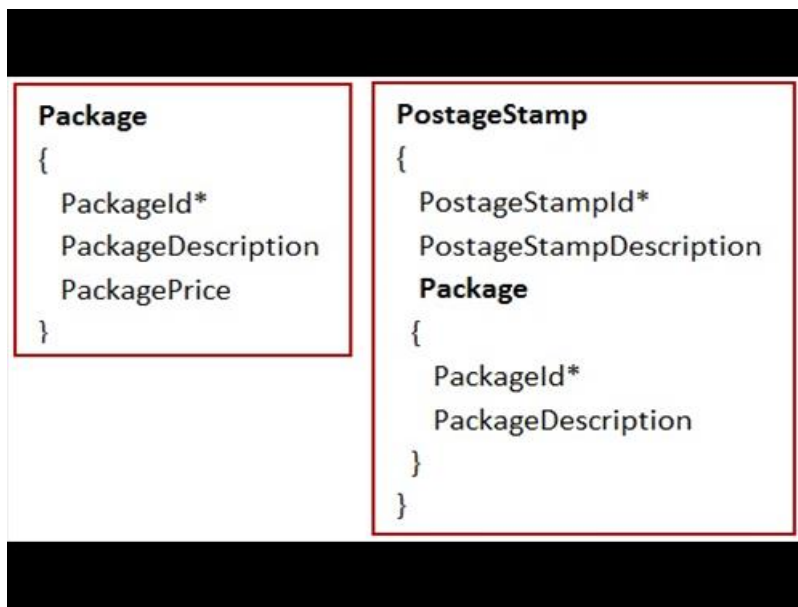 Package
{
PackageId*
PackageDescription
PackagePrice
}
PostageStamp
{
PostageStampId*
PostageStampDescription
Package
{
PackageId*
PackageDescription
}
}